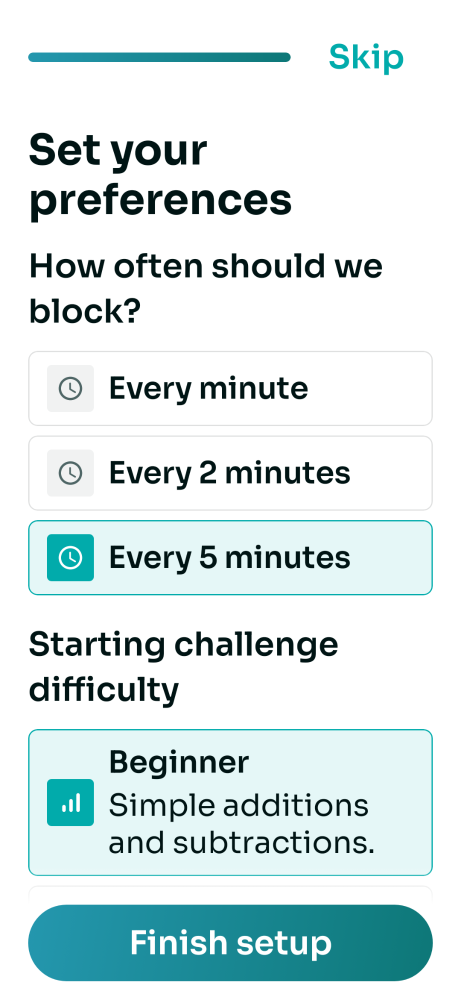 Skip
Set your
preferences
How often should we
block?
Every minute
Every 2 minutes
Every 5 minutes
Starting challenge
difficulty
Beginner
Simple additions
and subtractions.
Finish setup